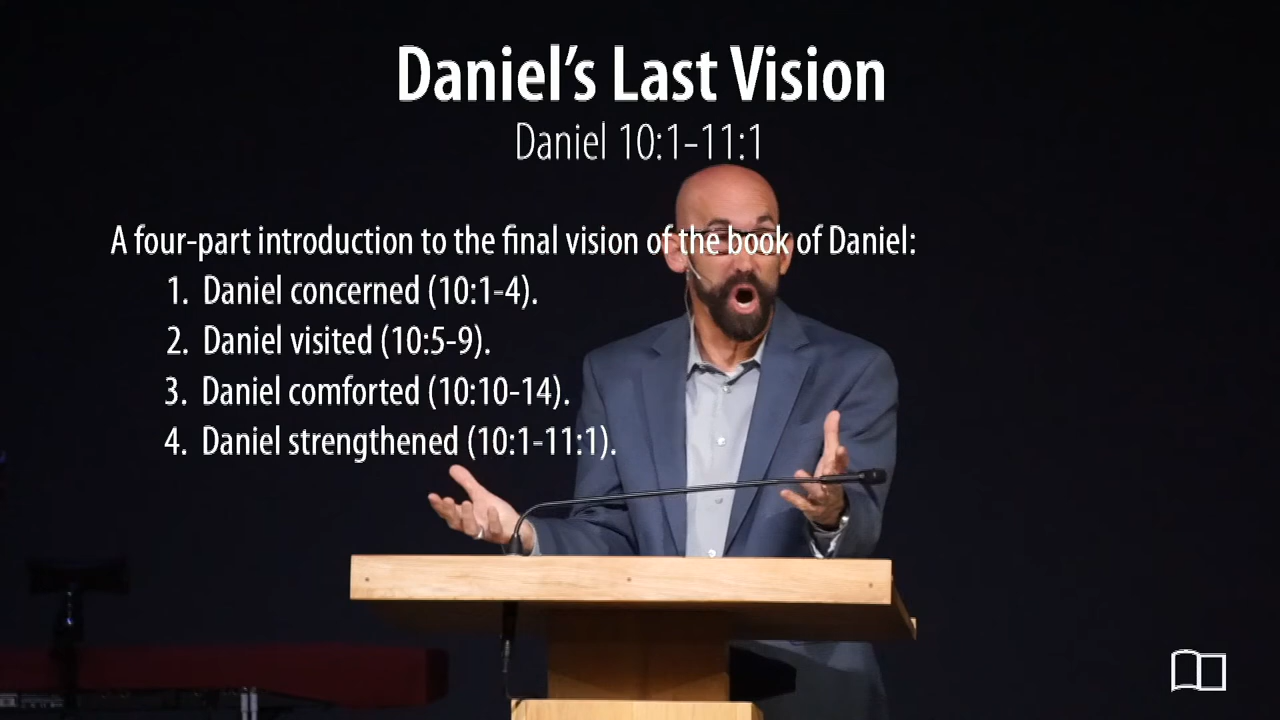 Daniel's Last Vision
Daniel 10:1-11:1
A four-part introduction to the final vision of the book of Daniel:
1. Daniel concerned (10:1-4).
2. Daniel visited (10:5-9).
3. Daniel comforted (10:10-14).
4. Daniel strengthened (10:1-11:1).